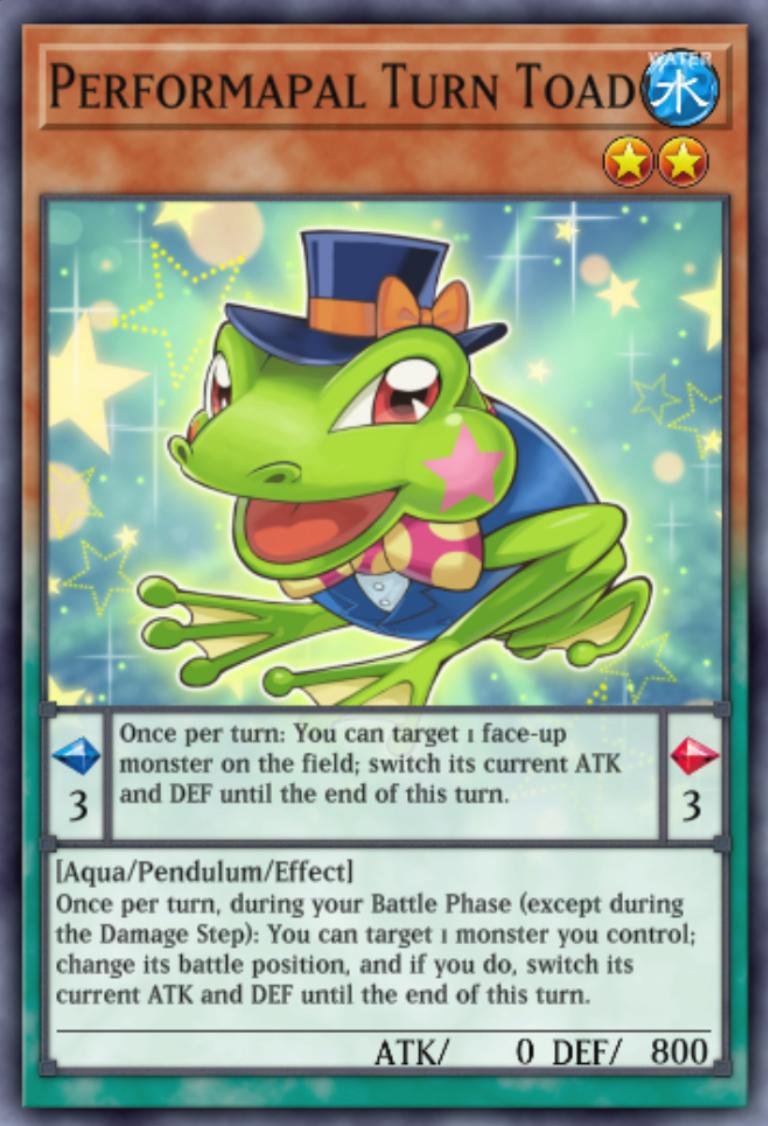 Performapal Turn Toad
WATER
水
Once per turn: You can target 1 face-up
monster on the field; switch its current ATK
and DEF until the end of this turn.
3
3
[Aqua/Pendulum/Effect]
Once per turn, during your Battle Phase (except during
the Damage Step): You can target 1 monster you control;
change its battle position, and if you do, switch its
current ATK and DEF until the end of this turn.
ATK/ 0 DEF/ 800